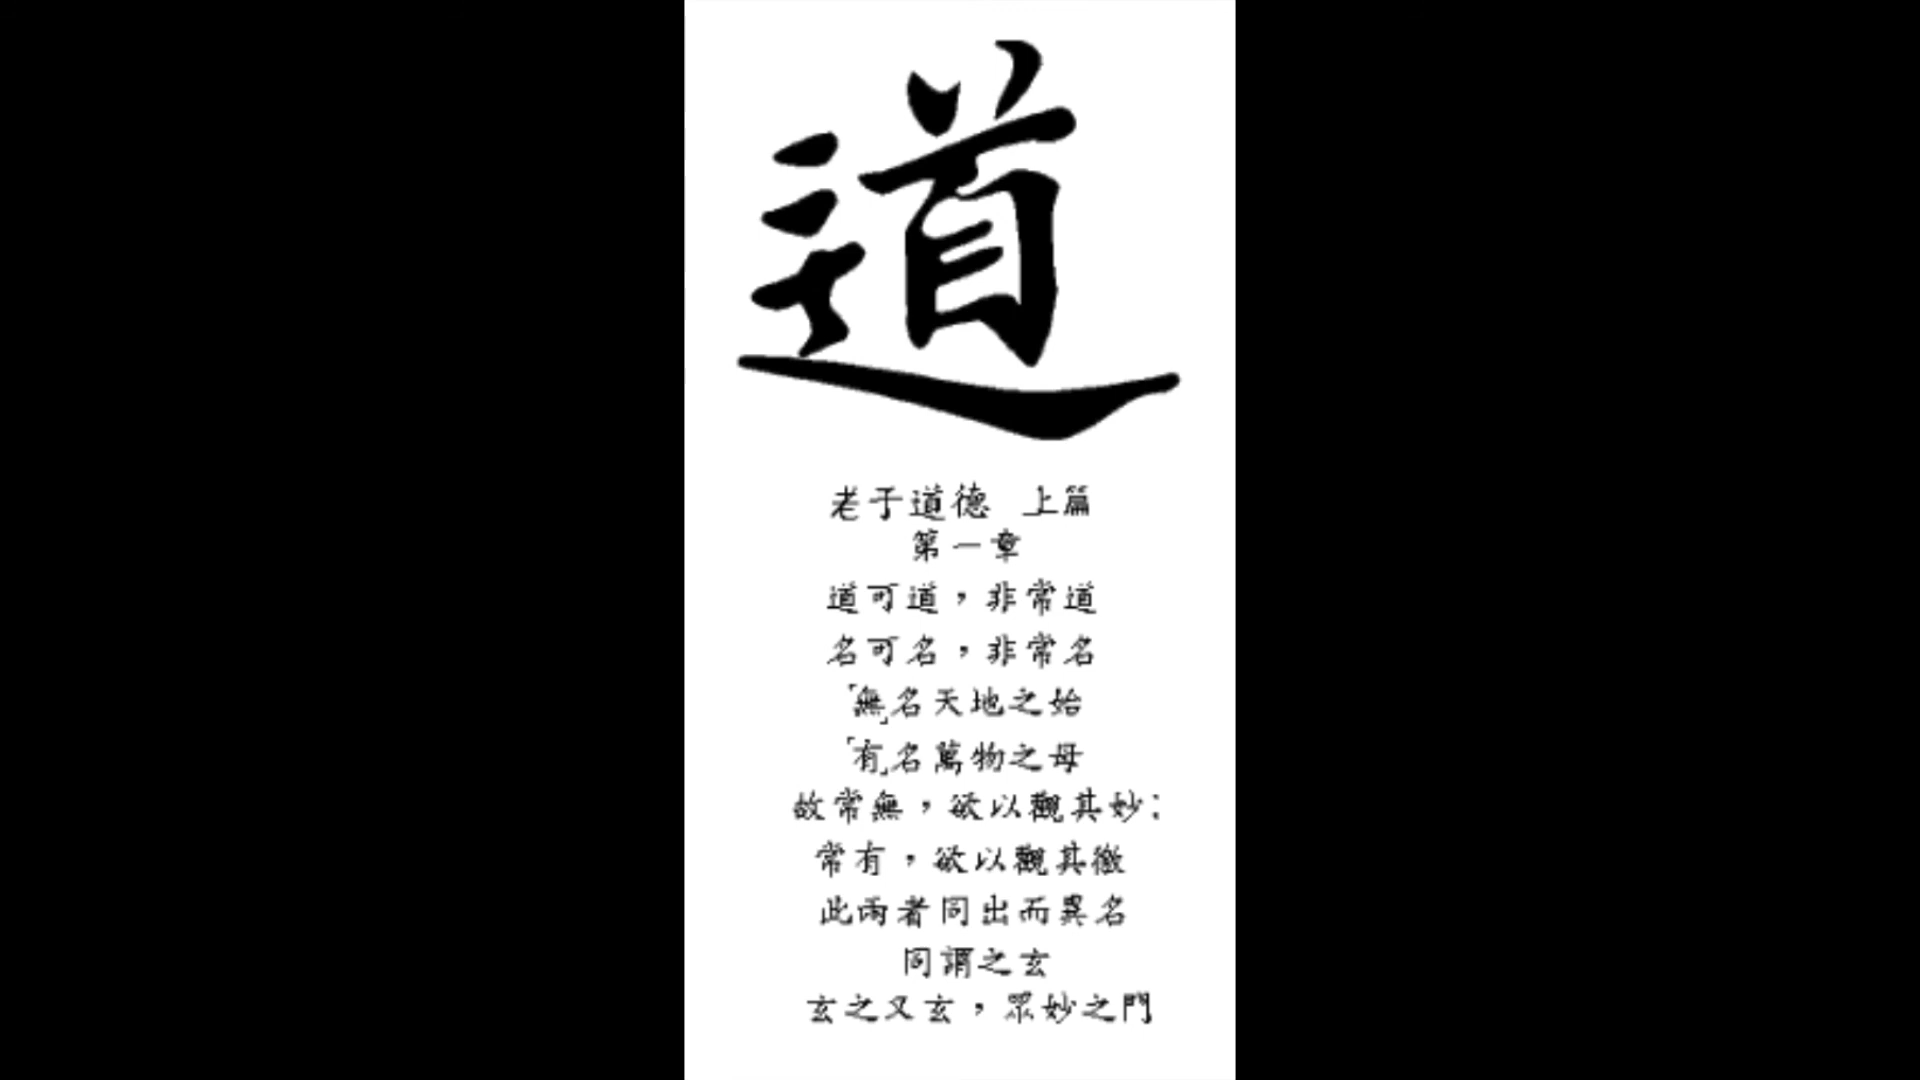 道
老子道德 上篇
第一章
道可道，非常道
名可名，非常名
「無」名天地之始
「有」名萬物之母
故常無，欲以觀其妙；
常有，欲以觀其徼
此兩者同出而異名
同謂之玄
玄之又玄，眾妙之門